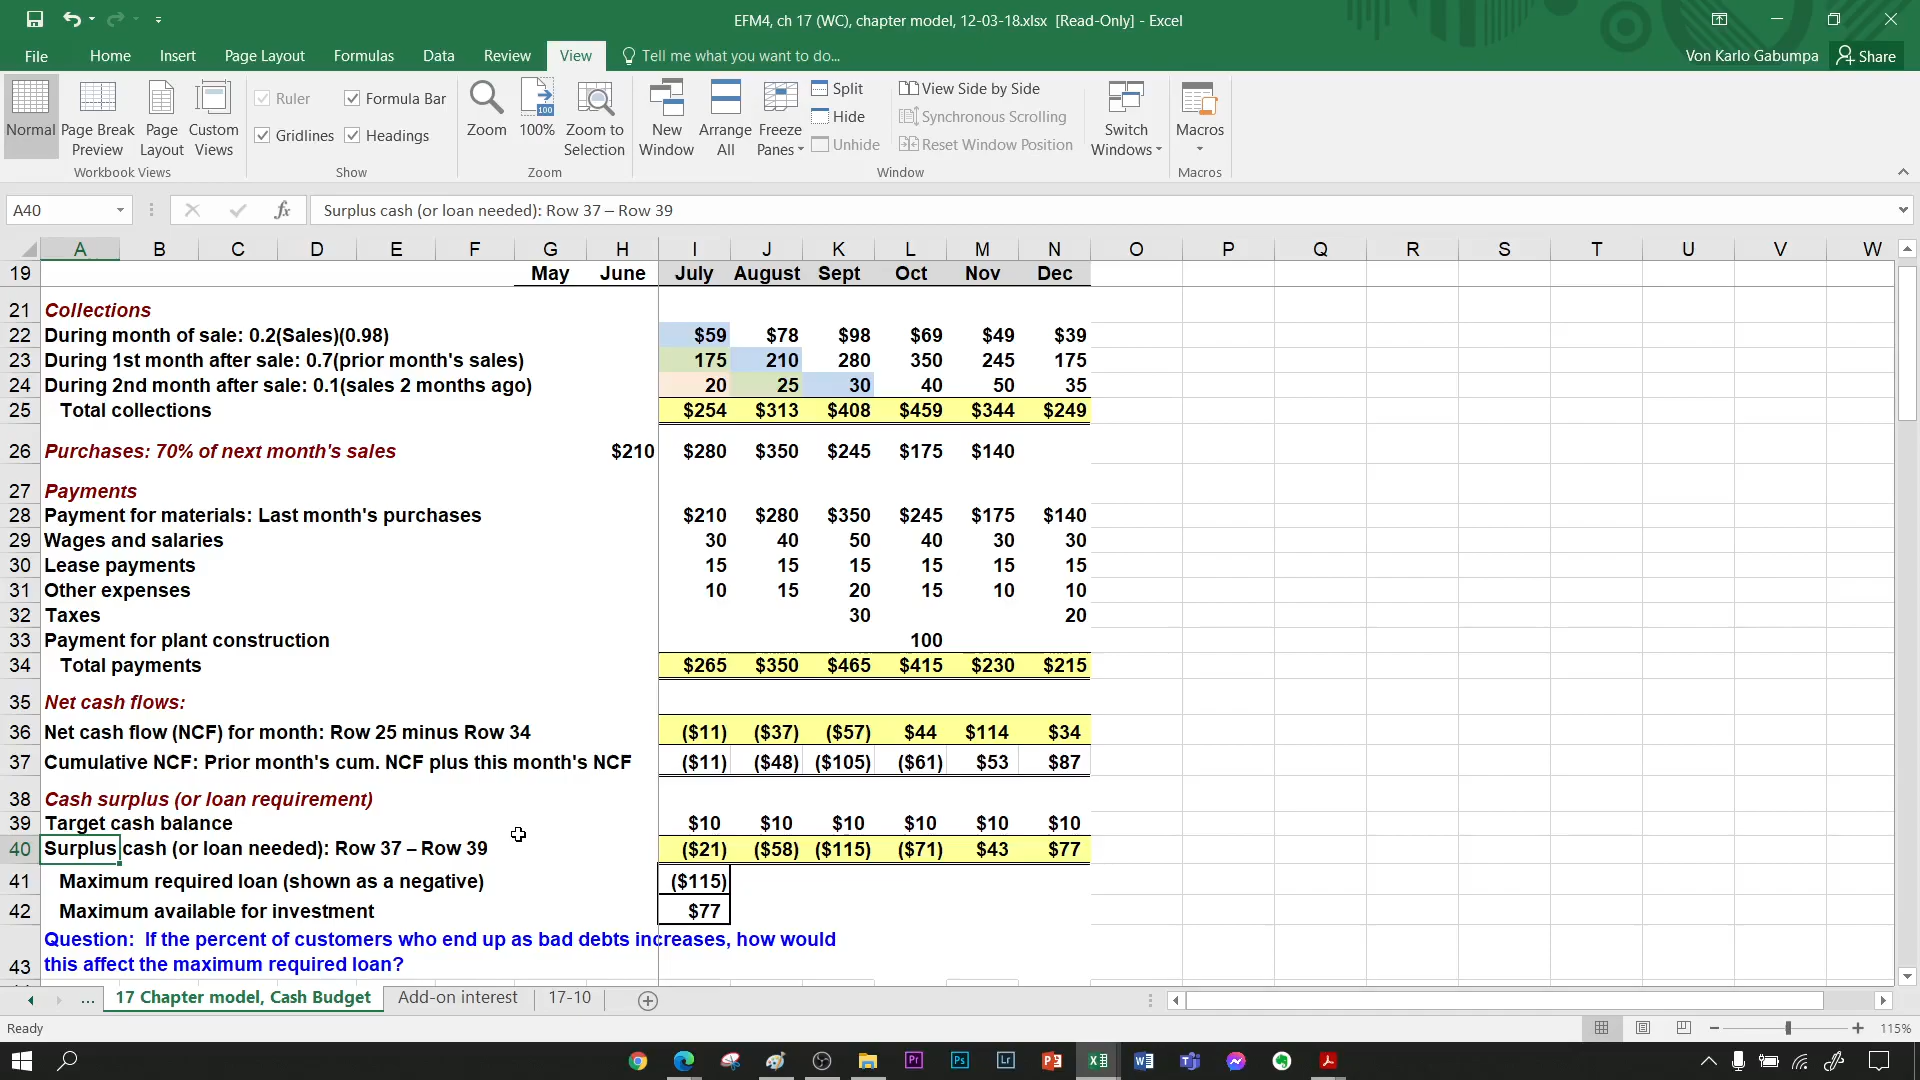 EFM4, ch 17 (WC), chapter model, 12-03-18.xlsx [Read-Only] - Excel
File Home Insert Page Layout Formulas Data Review View Tell me what you want to do... Von Karlo Gabumpa Share
Normal Page Break Preview Page Layout Custom Views
Workbook Views
Ruler Formula Bar
Gridlines Headings
Show
Zoom 100% Zoom to Selection
Zoom
New Window Arrange All Freeze Panes
Split View Side by Side
Hide Synchronous Scrolling
Unhide Reset Window Position
Window
Switch Windows
Macros
Macros
A40 fx Surplus cash (or loan needed): Row 37 – Row 39
A B C D E F G H I J K L M N O P Q R S T U V W
19 May June July August Sept Oct Nov Dec
21 Collections
22 During month of sale: 0.2(Sales)(0.98) $59 $78 $98 $69 $49 $39
23 During 1st month after sale: 0.7(prior month's sales) 175 210 280 350 245 175
24 During 2nd month after sale: 0.1(sales 2 months ago) 20 25 30 40 50 35
25 Total collections $254 $313 $408 $459 $344 $249
26 Purchases: 70% of next month's sales $210 $280 $350 $245 $175 $140
27 Payments
28 Payment for materials: Last month's purchases $210 $280 $350 $245 $175 $140
29 Wages and salaries 30 40 50 40 30 30
30 Lease payments 15 15 15 15 15 15
31 Other expenses 10 15 20 15 10 10
32 Taxes 30 20
33 Payment for plant construction 100
34 Total payments $265 $350 $465 $415 $230 $215
35 Net cash flows:
36 Net cash flow (NCF) for month: Row 25 minus Row 34 ($11) ($37) ($57) $44 $114 $34
37 Cumulative NCF: Prior month's cum. NCF plus this month's NCF ($11) ($48) ($105) ($61) $53 $87
38 Cash surplus (or loan requirement)
39 Target cash balance $10 $10 $10 $10 $10 $10
40 Surplus cash (or loan needed): Row 37 – Row 39 ($21) ($58) ($115) ($71) $43 $77
41 Maximum required loan (shown as a negative) ($115)
42 Maximum available for investment $77
Question: If the percent of customers who end up as bad debts increases, how would
43 this affect the maximum required loan?
... 17 Chapter model, Cash Budget Add-on interest 17-10
Ready 115%
Pr Ps Lr